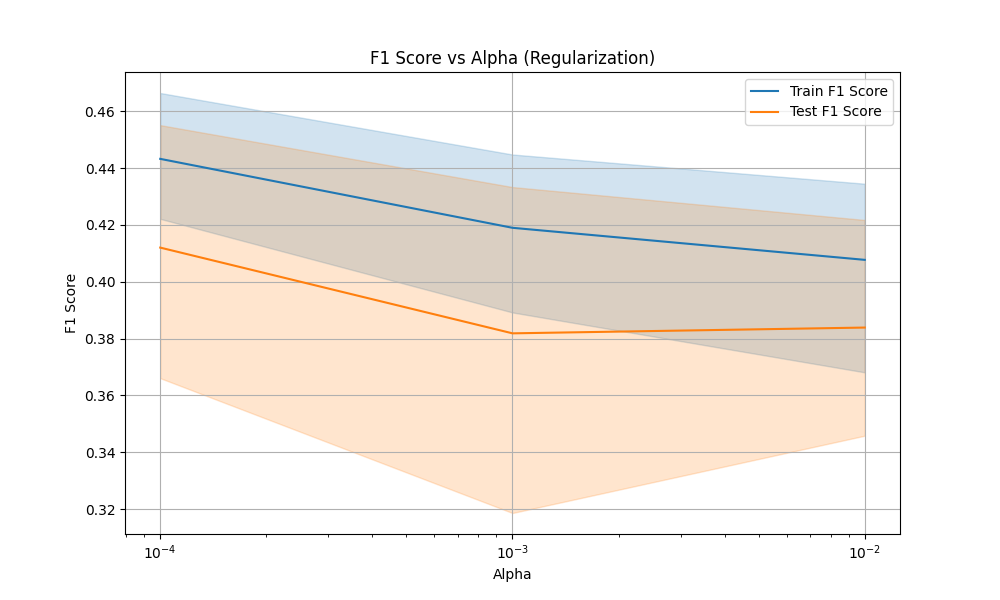 F1 Score vs Alpha (Regularization)
Train F1 Score
Test F1 Score
F1 Score
0.46
0.44
0.42
0.40
0.38
0.36
0.34
0.32
10⁻⁴ 10⁻³ 10⁻²
Alpha